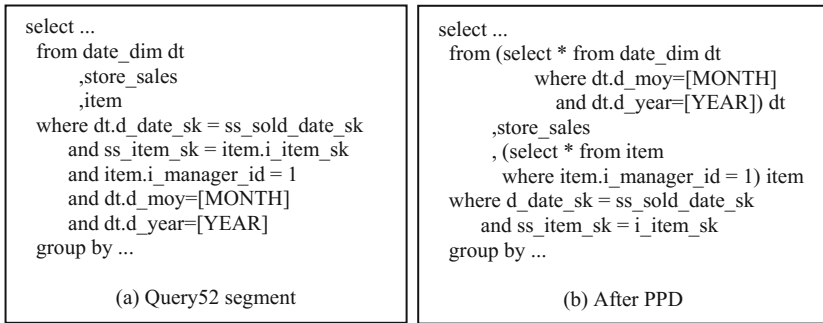 select ...
from date_dim dt
,store_sales
,item
where dt.d_date_sk = ss_sold_date_sk
and ss_item_sk = item.i_item_sk
and item.i_manager_id = 1
and dt.d_moy=[MONTH]
and dt.d_year=[YEAR]
group by ...
(a) Query52 segment
select ...
from (select * from date_dim dt
where dt.d_moy=[MONTH]
and dt.d_year=[YEAR]) dt
,store_sales
, (select * from item
where item.i_manager_id = 1) item
where d_date_sk = ss_sold_date_sk
and ss_item_sk = i_item_sk
group by ...
(b) After PPD